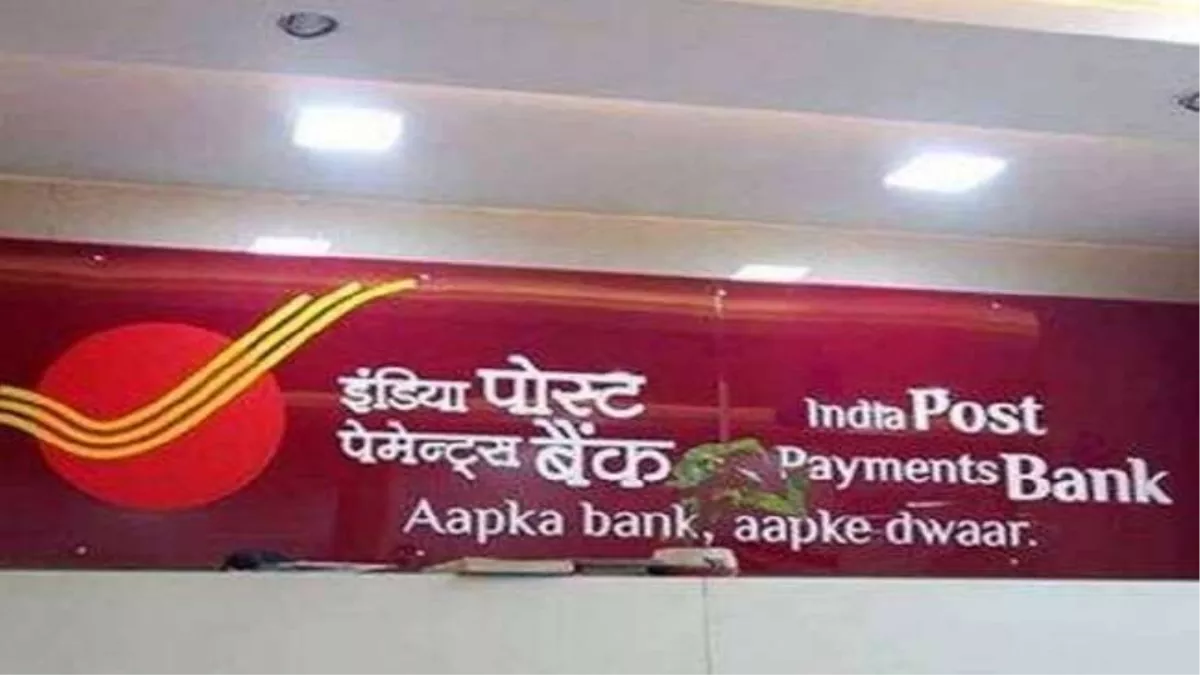 इंडिया पोस्ट
पेमेन्ट्स बैंक
India Post
Payments Bank
Aapka bank, aapke dwaar.